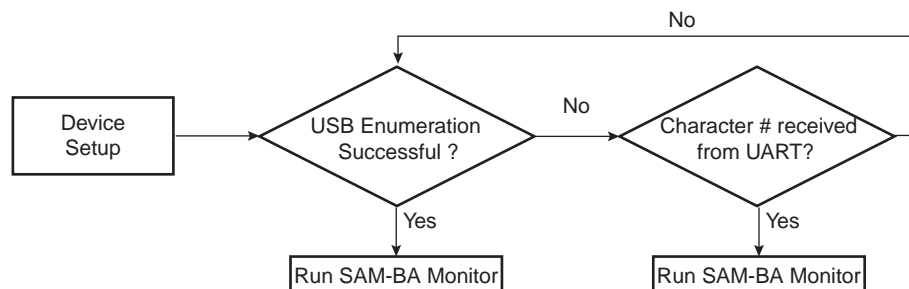 No
Device
Setup
USB Enumeration
Successful ?
No
Character # received
from UART?
Yes
Yes
Run SAM-BA Monitor
Run SAM-BA Monitor